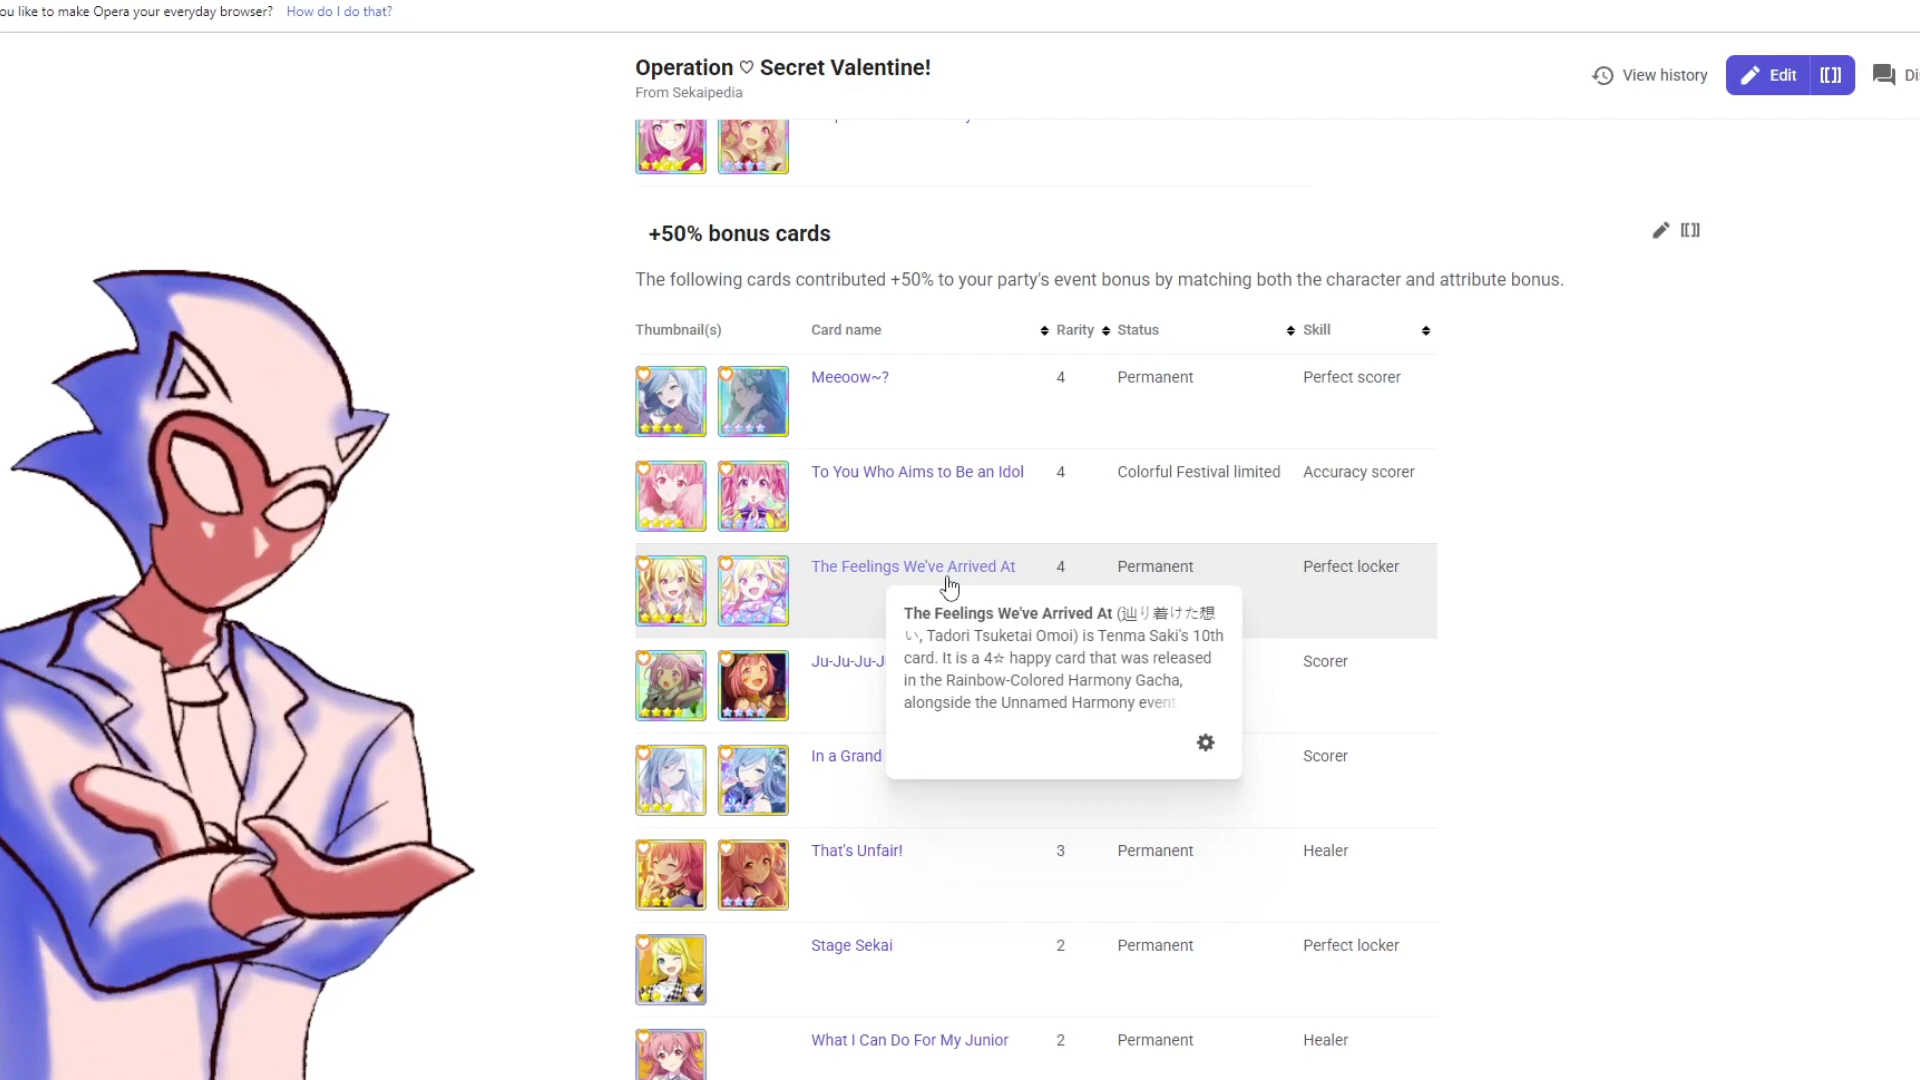 ou like to make Opera your everyday browser? How do I do that?
Operation ♡ Secret Valentine!
From Sekaipedia
View history
Edit
+50% bonus cards
The following cards contributed +50% to your party's event bonus by matching both the character and attribute bonus.
Thumbnail(s) Card name Rarity Status Skill
Meeoow~? 4 Permanent Perfect scorer
To You Who Aims to Be an Idol 4 Colorful Festival limited Accuracy scorer
The Feelings We've Arrived At 4 Permanent Perfect locker
The Feelings We've Arrived At (辿り着けた想
い, Tadori Tsuketai Omoi) is Tenma Saki's 10th
card. It is a 4☆ happy card that was released
in the Rainbow-Colored Harmony Gacha,
alongside the Unnamed Harmony event.
Ju-Ju-Ju-J Scorer
In a Grand Scorer
That's Unfair! 3 Permanent Healer
Stage Sekai 2 Permanent Perfect locker
What I Can Do For My Junior 2 Permanent Healer